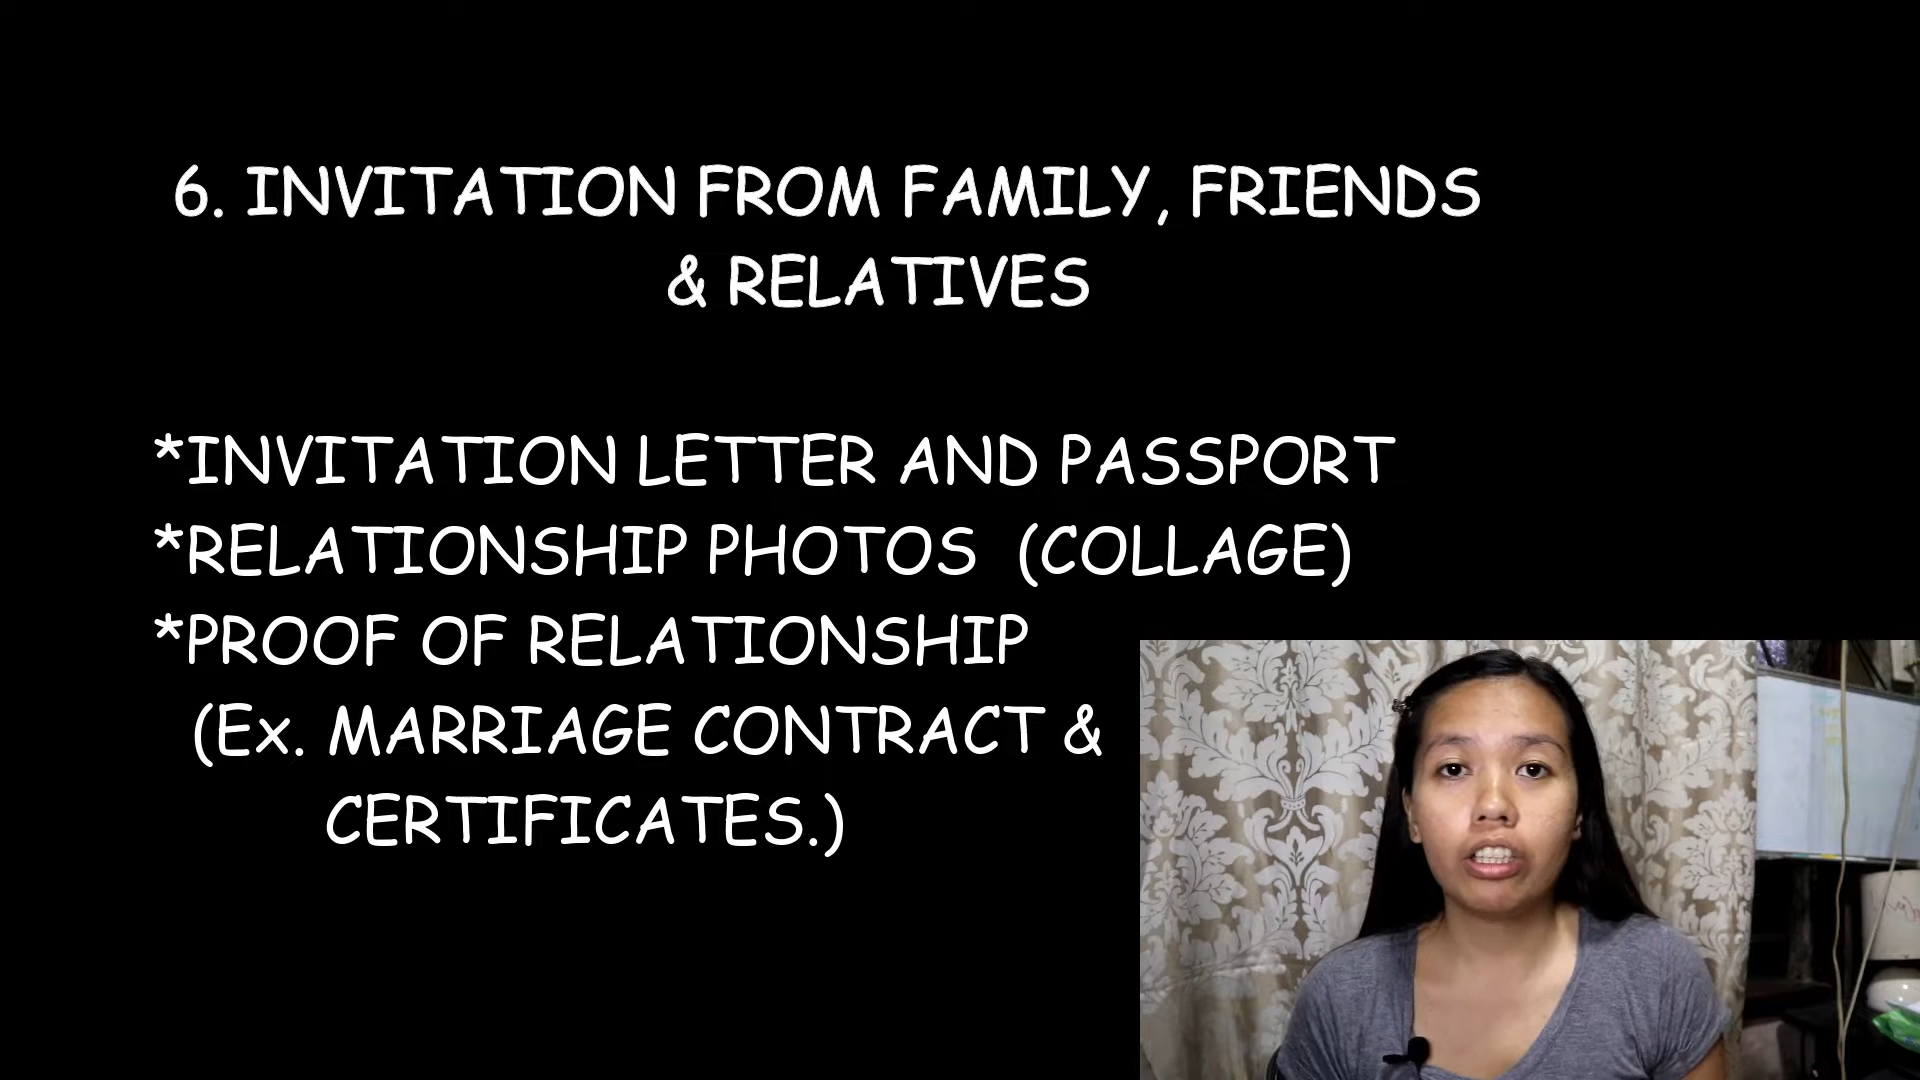 6. INVITATION FROM FAMILY, FRIENDS
& RELATIVES
*INVITATION LETTER AND PASSPORT
*RELATIONSHIP PHOTOS (COLLAGE)
*PROOF OF RELATIONSHIP
(Ex. MARRIAGE CONTRACT &
CERTIFICATES.)